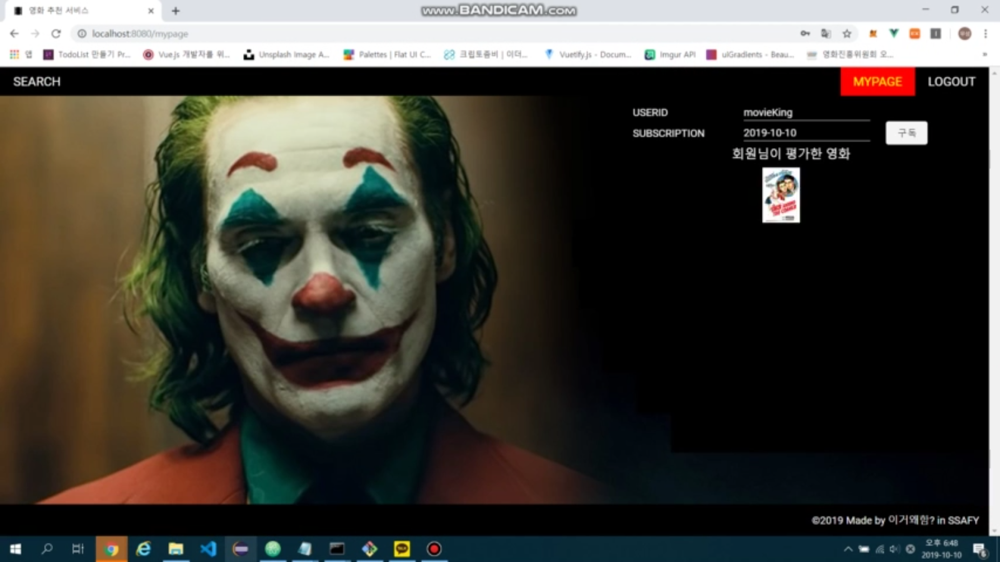 영화 추천 서비스
www.BANDICAM.com
localhost:8080/mypage
앱
TodoList 만들기 Pr...
Vue.js 개발자를 위...
Unsplash Image A...
Palettes | Flat UI C...
크립토좀비 | 이더...
Vuetify.js - Docum...
Imgur API
uiGradients - Beau...
영화진흥위원회 오...
SEARCH
MYPAGE
LOGOUT
USERID
movieKing
SUBSCRIPTION
2019-10-10
구독
회원님이 평가한 영화
©2019 Made by 이거왜함? in SSAFY
오후 6:48
2019-10-10